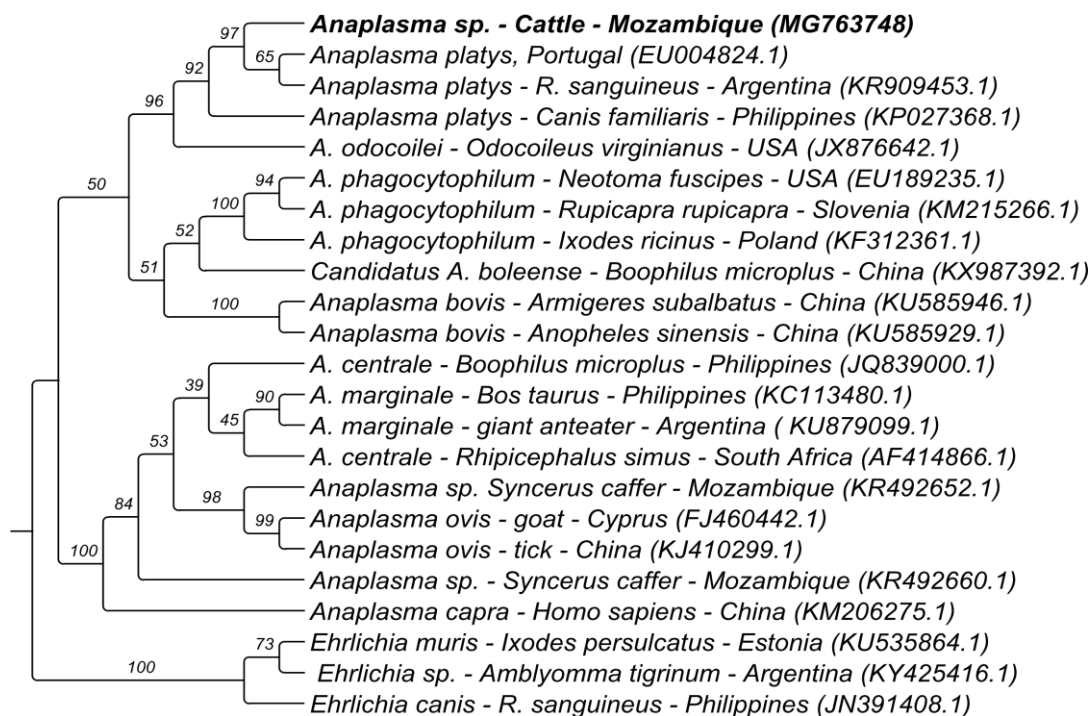 97
Anaplasma sp. - Cattle - Mozambique (MG763748)
65
Anaplasma platys, Portugal (EU004824.1)
92
Anaplasma platys - R. sanguineus - Argentina (KR909453.1)
96
Anaplasma platys - Canis familiaris - Philippines (KP027368.1)
A. odocoilei - Odocoileus virginianus - USA (JX876642.1)
50
94
A. phagocytophilum - Neotoma fuscipes - USA (EU189235.1)
100
A. phagocytophilum - Rupicapra rupicapra - Slovenia (KM215266.1)
52
A. phagocytophilum - Ixodes ricinus - Poland (KF312361.1)
51
Candidatus A. boleense - Boophilus microplus - China (KX987392.1)
100
Anaplasma bovis - Armigeres subalbatus - China (KU585946.1)
Anaplasma bovis - Anopheles sinensis - China (KU585929.1)
39
A. centrale - Boophilus microplus - Philippines (JQ839000.1)
90
A. marginale - Bos taurus - Philippines (KC113480.1)
45
A. marginale - giant anteater - Argentina ( KU879099.1)
53
A. centrale - Rhipicephalus simus - South Africa (AF414866.1)
98
Anaplasma sp. Syncerus caffer - Mozambique (KR492652.1)
84
99
Anaplasma ovis - goat - Cyprus (FJ460442.1)
Anaplasma ovis - tick - China (KJ410299.1)
100
Anaplasma sp. - Syncerus caffer - Mozambique (KR492660.1)
Anaplasma capra - Homo sapiens - China (KM206275.1)
73
Ehrlichia muris - Ixodes persulcatus - Estonia (KU535864.1)
100
Ehrlichia sp. - Amblyomma tigrinum - Argentina (KY425416.1)
Ehrlichia canis - R. sanguineus - Philippines (JN391408.1)